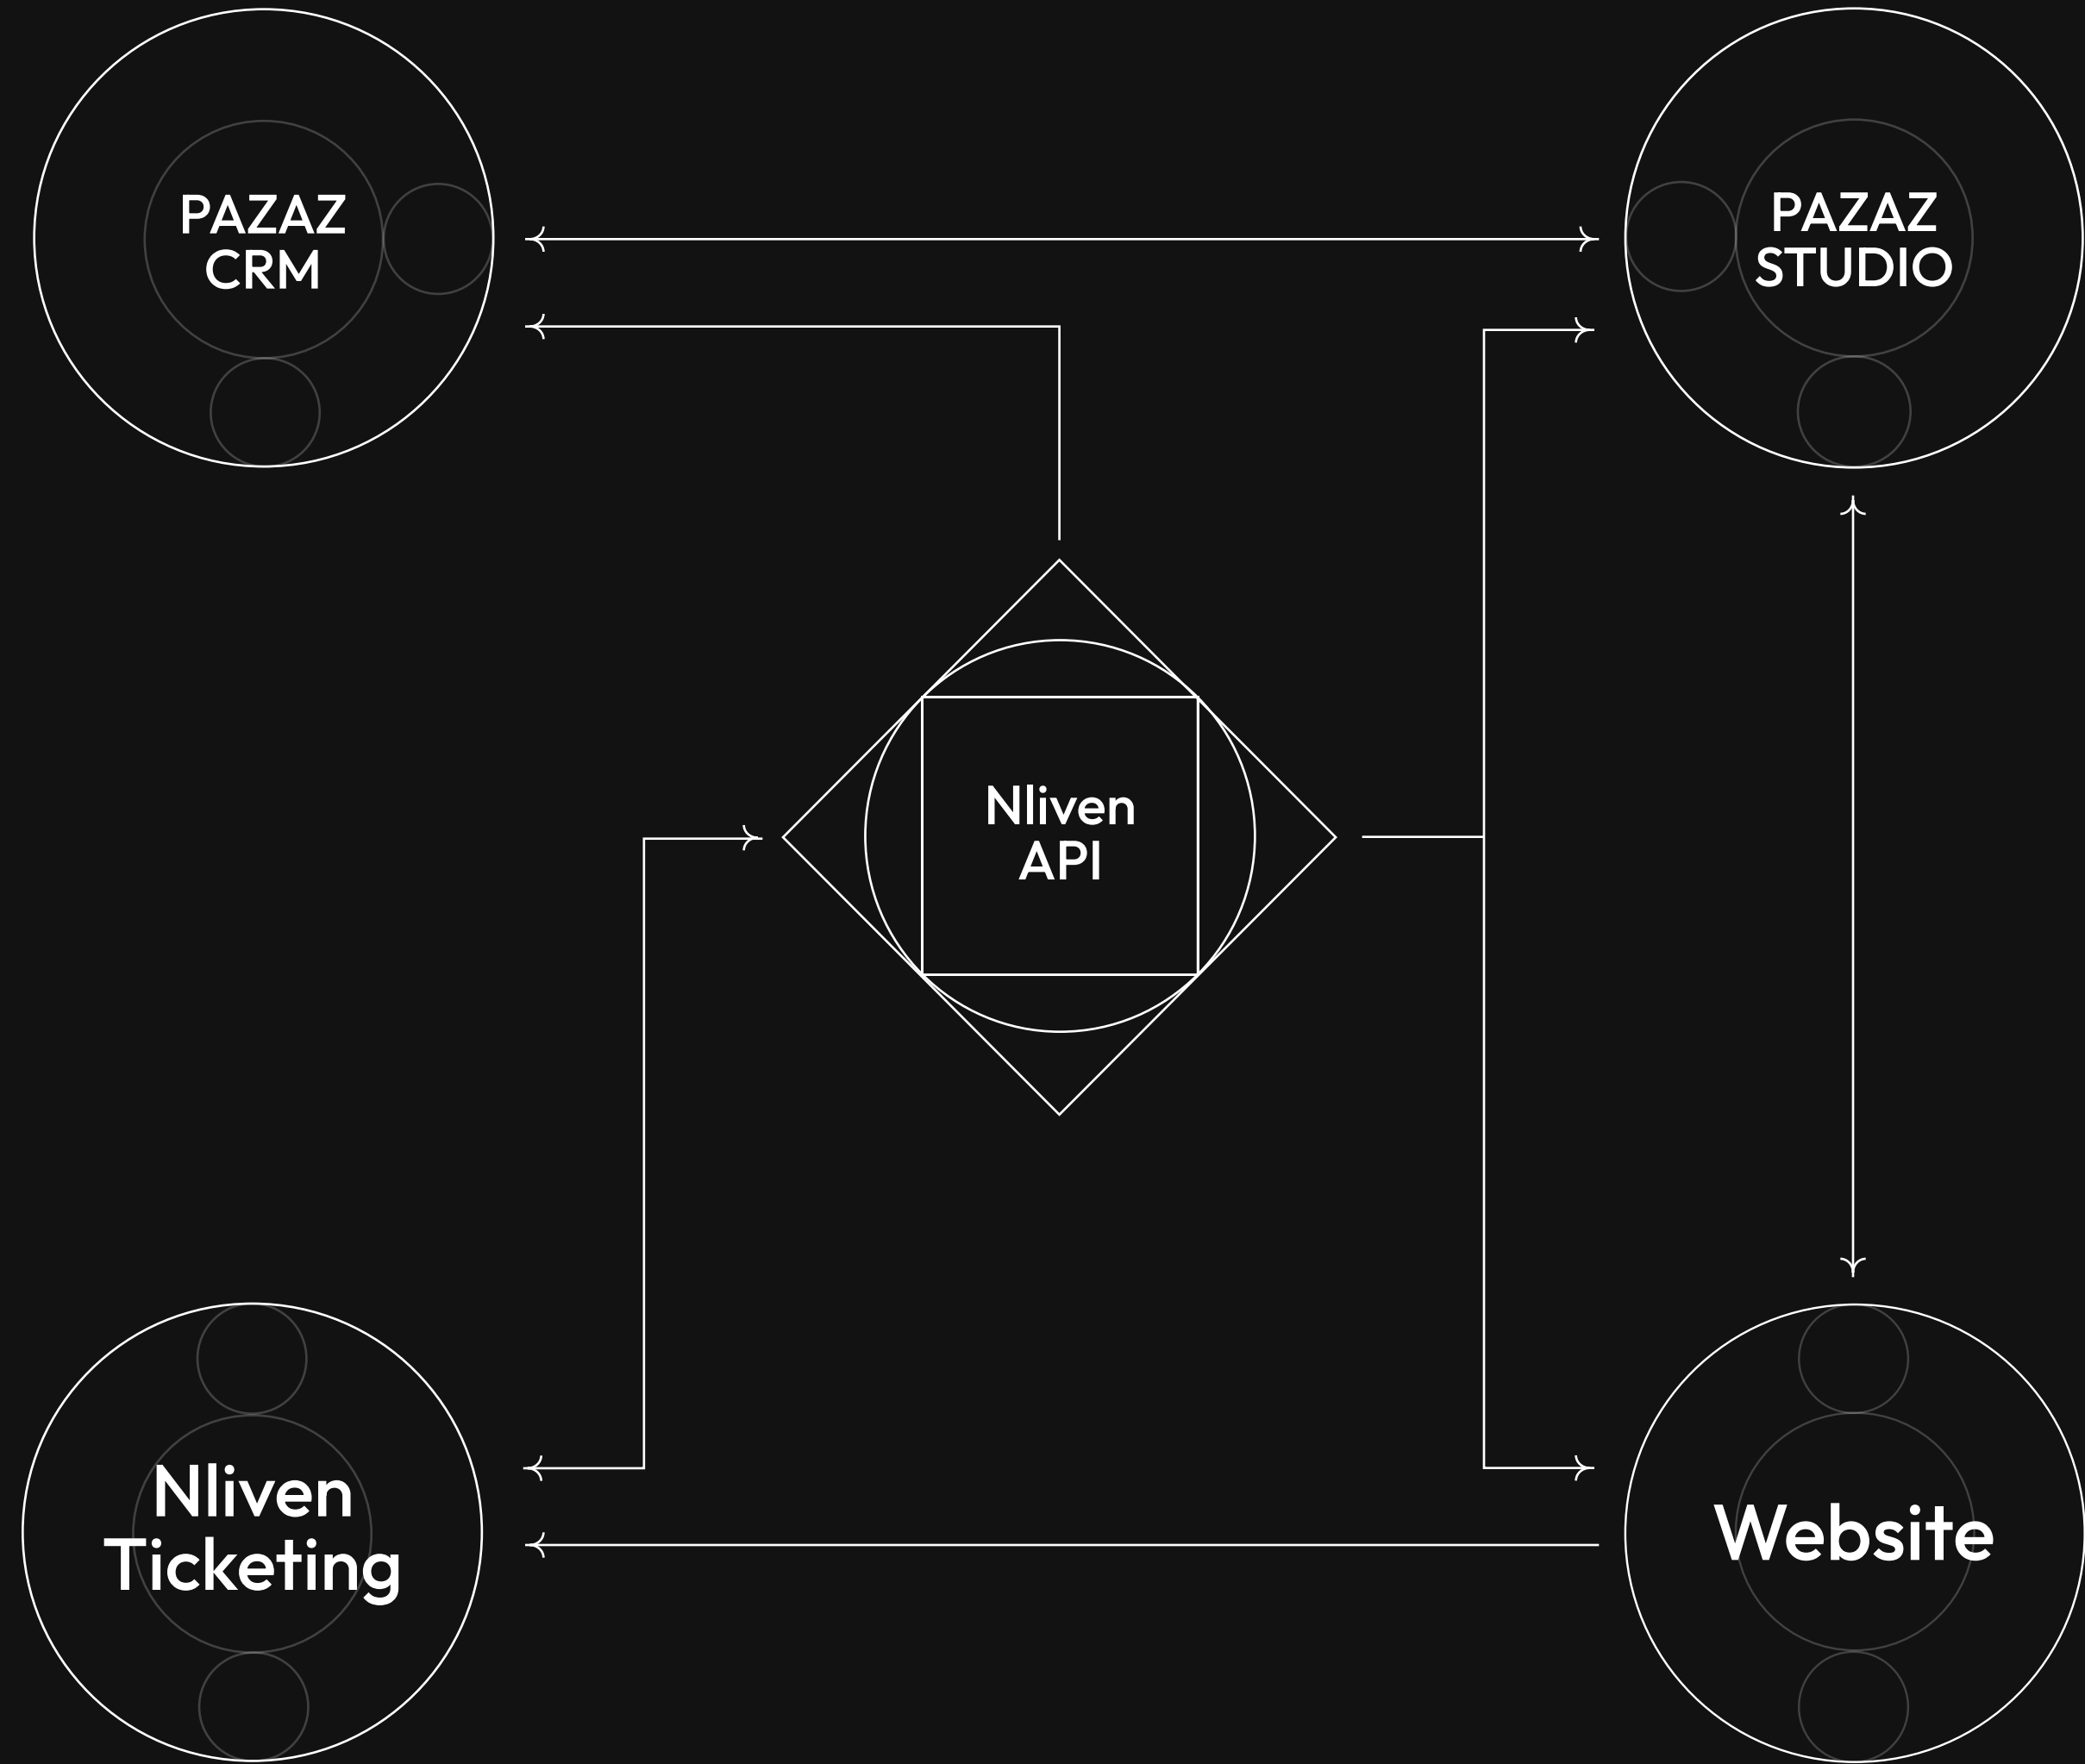 PAZAZ
CRM
PAZAZ
STUDIO
Nliven
API
Nliven
Ticketing
Website